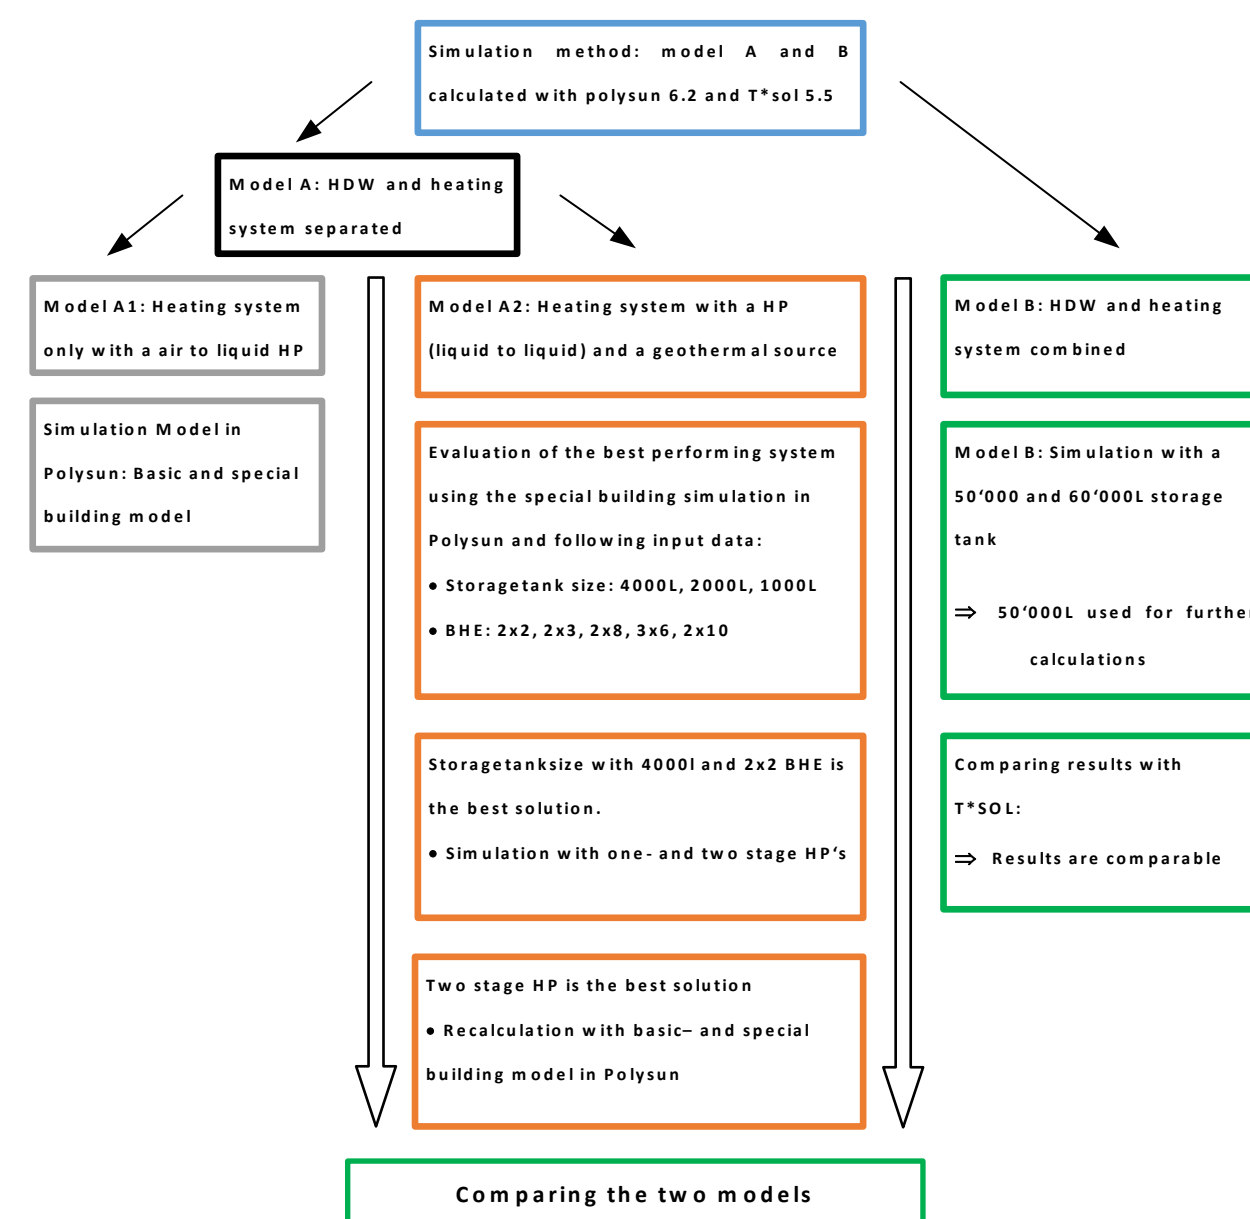 Simulation method: model A and B
calculated with polysun 6.2 and T*sol 5.5
Model A: HDW and heating
system separated
Model A1: Heating system
only with a air to liquid HP
Simulation Model in
Polysun: Basic and special
building model
Model A2: Heating system with a HP
(liquid to liquid) and a geothermal source
Evaluation of the best performing system
using the special building simulation in
Polysun and following input data:
• Storagetank size: 4000L, 2000L, 1000L
• BHE: 2x2, 2x3, 2x8, 3x6, 2x10
Storagetanksize with 4000l and 2x2 BHE is
the best solution.
• Simulation with one- and two stage HP‘s
Two stage HP is the best solution
• Recalculation with basic– and special
building model in Polysun
Model B: HDW and heating
system combined
Model B: Simulation with a
50‘000 and 60‘000L storage
tank
⇒ 50‘000L used for further
calculations
Comparing results with
T*SOL:
⇒ Results are comparable
Comparing the two models